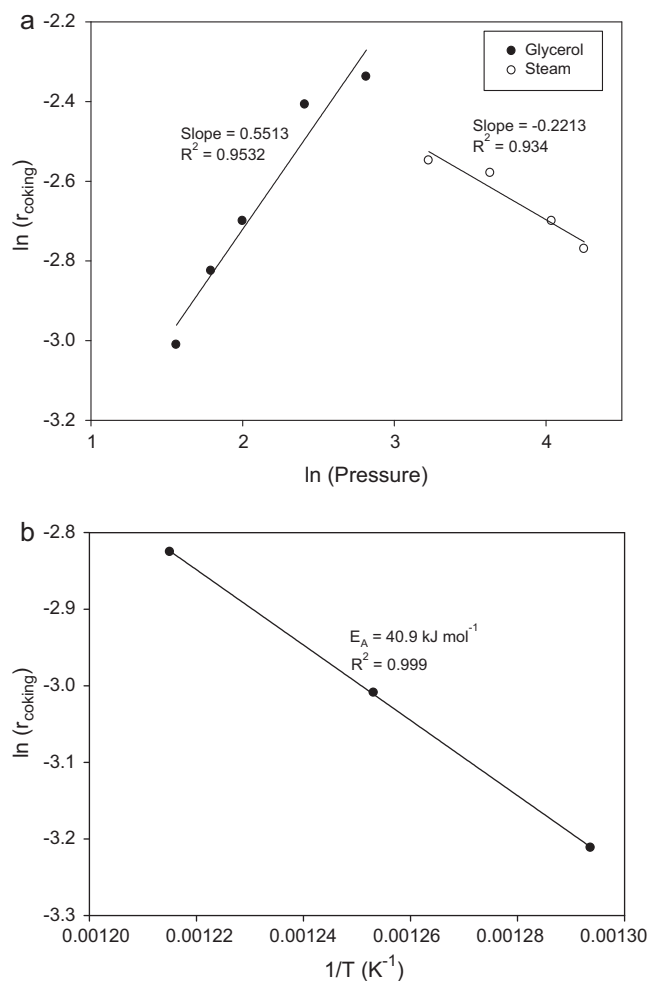 a
-2.2
-2.4
-2.6
-2.8
-3.0
-3.2
ln (r_coking)
Glycerol
Steam
Slope = 0.5513
R² = 0.9532
Slope = -0.2213
R² = 0.934
1 2 3 4
ln (Pressure)
b
-2.8
-2.9
-3.0
-3.1
-3.2
-3.3
ln (r_coking)
E_A = 40.9 kJ mol⁻¹
R² = 0.999
0.00120 0.00122 0.00124 0.00126 0.00128 0.00130
1/T (K⁻¹)